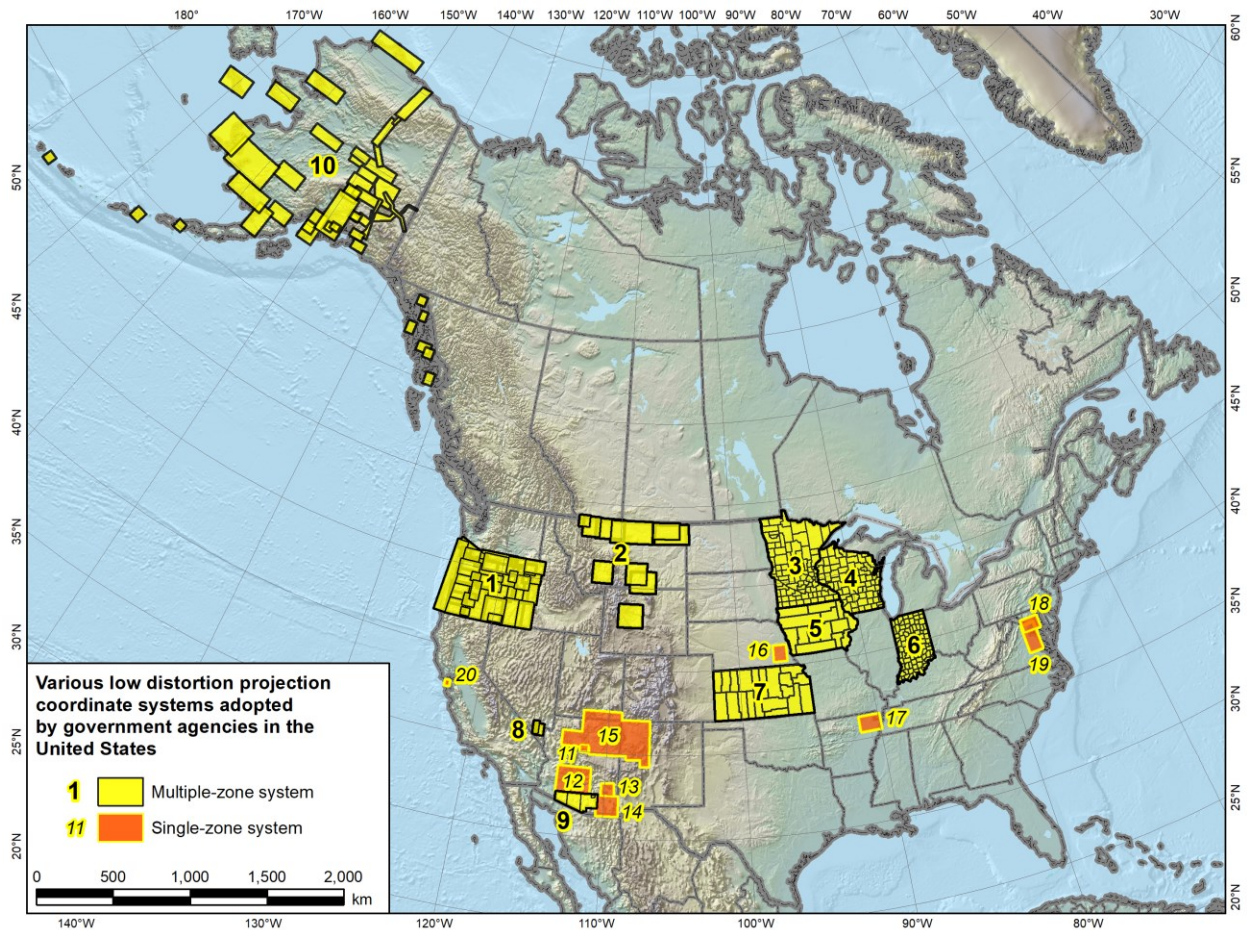 180° 170°W 160°W 150°W 140°W 130°W 120°W 110°W 100°W 90°W 80°W 70°W 60°W 50°W 40°W 30°W
60°N
55°N
50°N
45°N
40°N
35°N
30°N
25°N
20°N
50°N
45°N
40°N
35°N
30°N
25°N
20°N
10
1
2
3
4
5
6
7
8
9
11
12
13
14
15
16
17
18
19
20
Various low distortion projection
coordinate systems adopted
by government agencies in the
United States
1 Multiple-zone system
11 Single-zone system
0 500 1,000 1,500 2,000
km
140°W 130°W 120°W 110°W 100°W 90°W 80°W